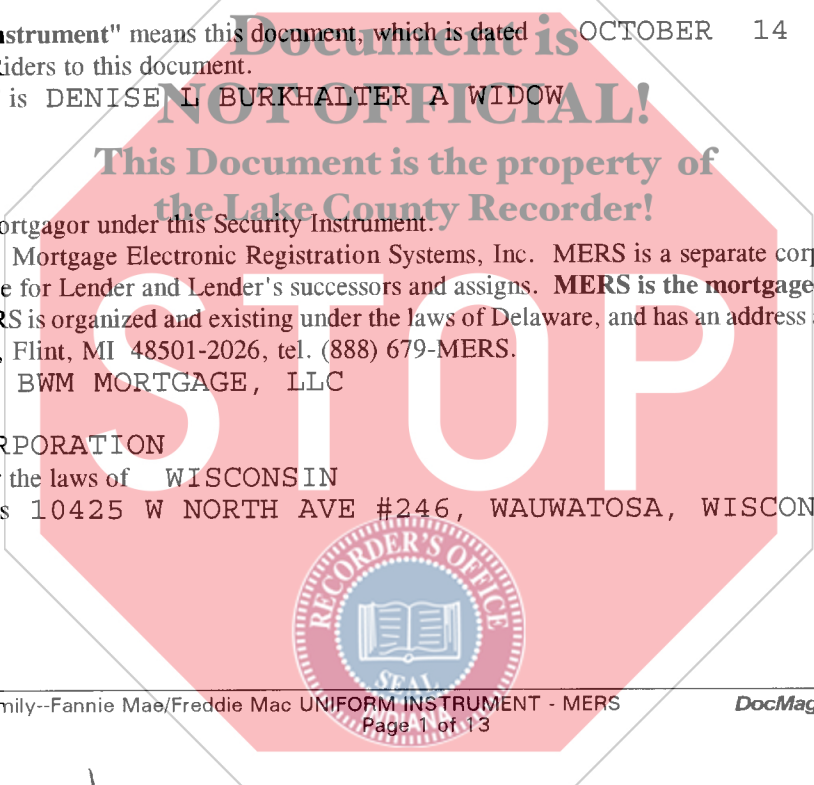 Document is
NOT OFFICIAL!
This Document is the property of
the Lake County Recorder!
STOP
nstrument" means this document, which is dated OCTOBER 14
Riders to this document.
is DENISE L BURKHALTER A WIDOW
ortgagor under this Security Instrument.
Mortgage Electronic Registration Systems, Inc. MERS is a separate corp
e for Lender and Lender's successors and assigns. MERS is the mortgage
RS is organized and existing under the laws of Delaware, and has an address a
, Flint, MI 48501-2026, tel. (888) 679-MERS.
BWM MORTGAGE, LLC
RPORATION
r the laws of WISCONSIN
s 10425 W NORTH AVE #246, WAUWATOSA, WISCON
RECORDER'S OFFICE
SEAL
INDIANA
mily--Fannie Mae/Freddie Mac UNIFORM INSTRUMENT - MERS DocMag
Page 1 of 13